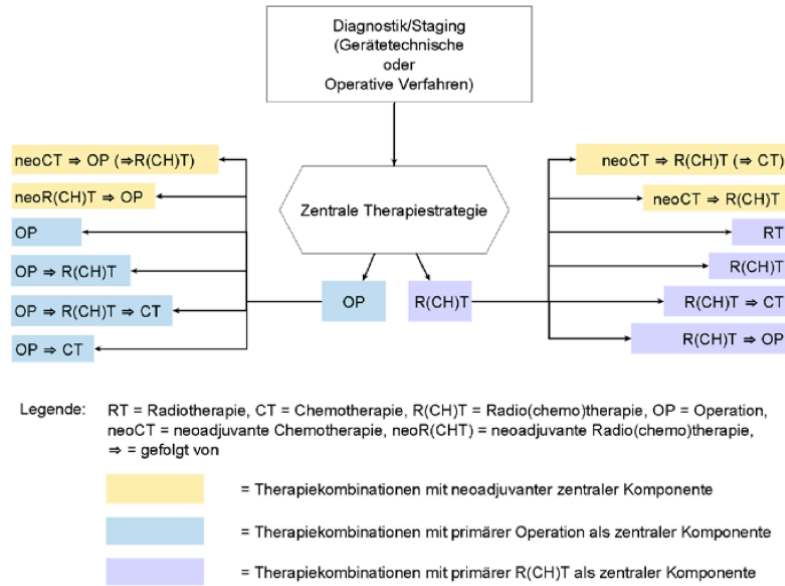 Diagnostik/Staging
(Gerätetechnische
oder
Operative Verfahren)
neoCT ⇒ OP (⇒R(CH)T)
neoR(CH)T ⇒ OP
OP
OP ⇒ R(CH)T
OP ⇒ R(CH)T ⇒ CT
OP ⇒ CT
Zentrale Therapiestrategie
OP
R(CH)T
neoCT ⇒ R(CH)T (⇒ CT)
neoCT ⇒ R(CH)T
RT
R(CH)T
R(CH)T ⇒ CT
R(CH)T ⇒ OP
Legende: RT = Radiotherapie, CT = Chemotherapie, R(CH)T = Radio(chemo)therapie, OP = Operation,
neoCT = neoadjuvante Chemotherapie, neoR(CHT) = neoadjuvante Radio(chemo)therapie,
⇒ = gefolgt von
= Therapiekombinationen mit neoadjuvanter zentraler Komponente
= Therapiekombinationen mit primärer Operation als zentraler Komponente
= Therapiekombinationen mit primärer R(CH)T als zentraler Komponente